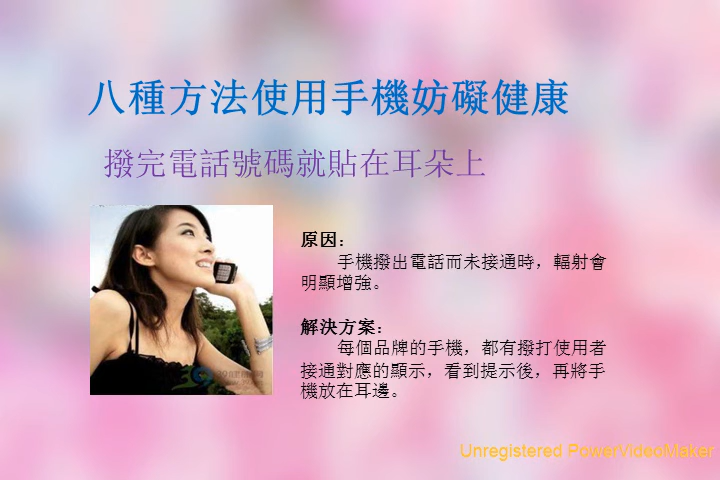 八種方法使用手機妨礙健康
撥完電話號碼就貼在耳朵上
原因：
手機撥出電話而未接通時，輻射會
明顯增強。
解決方案：
每個品牌的手機，都有撥打使用者
接通對應的顯示，看到提示後，再將手
機放在耳邊。
Unregistered PowerVideoMaker